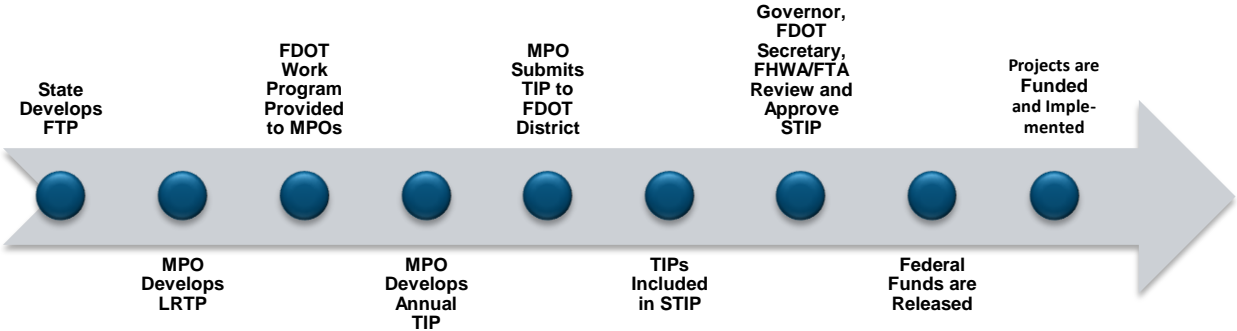 State
Develops
FTP
MPO
Develops
LRTP
FDOT
Work
Program
Provided
to MPOs
MPO
Develops
Annual
TIP
MPO
Submits
TIP to
FDOT
District
TIPs
Included
in STIP
Governor,
FDOT
Secretary,
FHWA/FTA
Review and
Approve
STIP
Federal
Funds are
Released
Projects are
Funded
and Imple-
mented